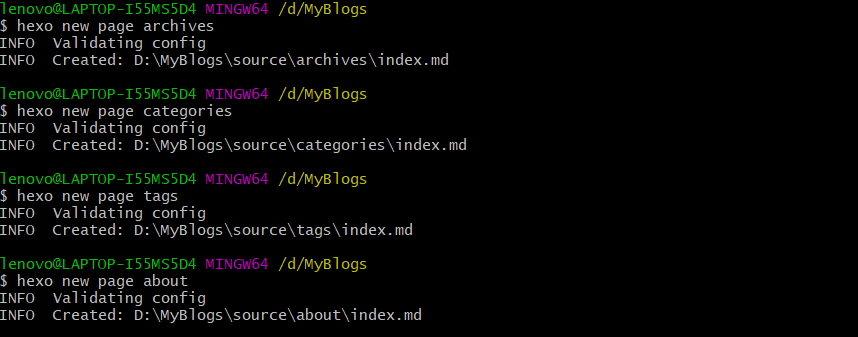 lenovo@LAPTOP-I55MS5D4 MINGW64 /d/MyBlogs
$ hexo new page archives
INFO  Validating config
INFO  Created: D:\MyBlogs\source\archives\index.md
lenovo@LAPTOP-I55MS5D4 MINGW64 /d/MyBlogs
$ hexo new page categories
INFO  Validating config
INFO  Created: D:\MyBlogs\source\categories\index.md
lenovo@LAPTOP-I55MS5D4 MINGW64 /d/MyBlogs
$ hexo new page tags
INFO  Validating config
INFO  Created: D:\MyBlogs\source\tags\index.md
lenovo@LAPTOP-I55MS5D4 MINGW64 /d/MyBlogs
$ hexo new page about
INFO  Validating config
INFO  Created: D:\MyBlogs\source\about\index.md